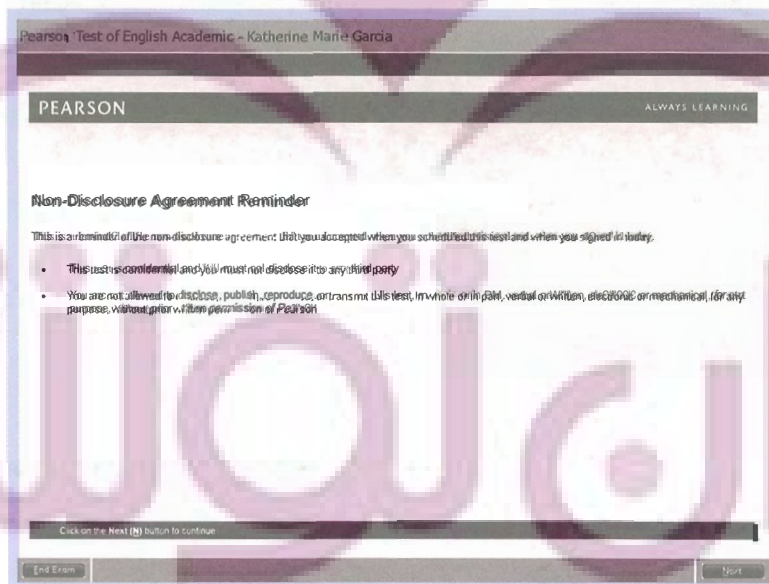 Pearson Test of English Academic - Katherine Marie Garcia
PEARSON
ALWAYS LEARNING
Non-Disclosure Agreement Reminder
This is a reminder of the non-disclosure agreement that you accepted when you scheduled this test and when you signed in today.
• This test is confidential and you must not disclose it to any third party
• You are not allowed to disclose, publish, reproduce, or transmit this test, in whole or in part, verbal or written, electronic or mechanical, for any
purpose, without prior written permission of Pearson
Click on the Next (N) button to continue
End Exam
Next